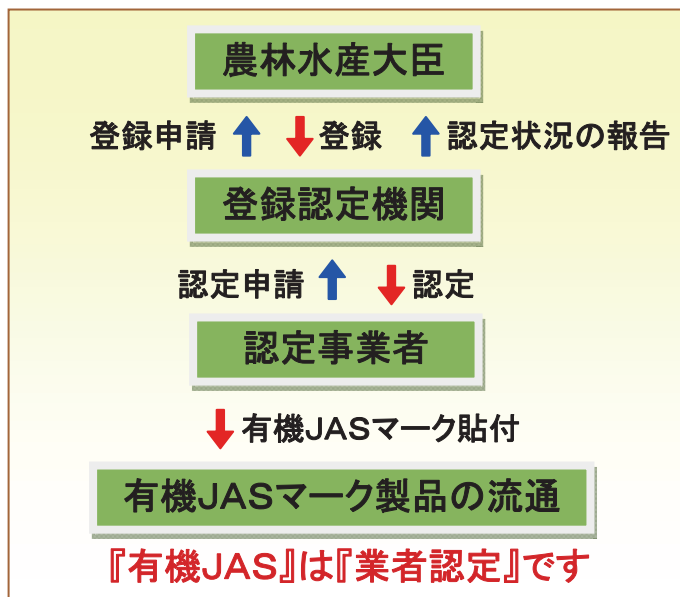 農林水産大臣
登録申請 登録 認定状況の報告
登録認定機関
認定申請 認定
認定事業者
有機JASマーク貼付
有機JASマーク製品の流通
『有機JAS』は『業者認定』です